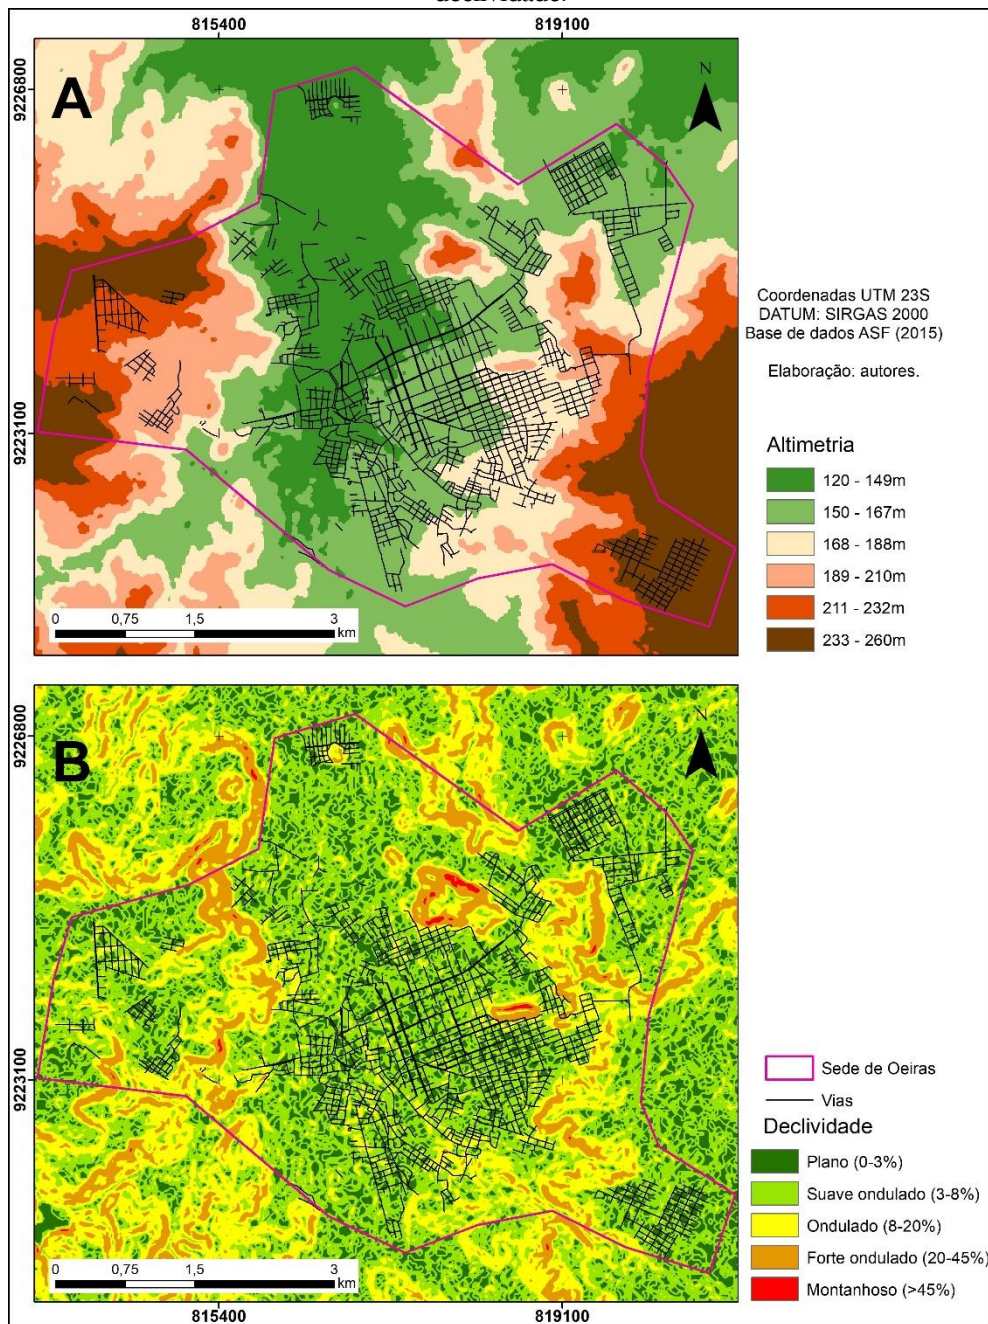 declividade.
815400
819100
A
N
9226800
9223100
0
0,75
1,5
3
km
Coordenadas UTM 23S
DATUM: SIRGAS 2000
Base de dados ASF (2015)
Elaboração: autores.
Altimetria
120 - 149m
150 - 167m
168 - 188m
189 - 210m
211 - 232m
233 - 260m
B
N
9226800
9223100
0
0,75
1,5
3
km
815400
819100
Sede de Oeiras
Vias
Declividade
Plano (0-3%)
Suave ondulado (3-8%)
Ondulado (8-20%)
Forte ondulado (20-45%)
Montanhoso (>45%)